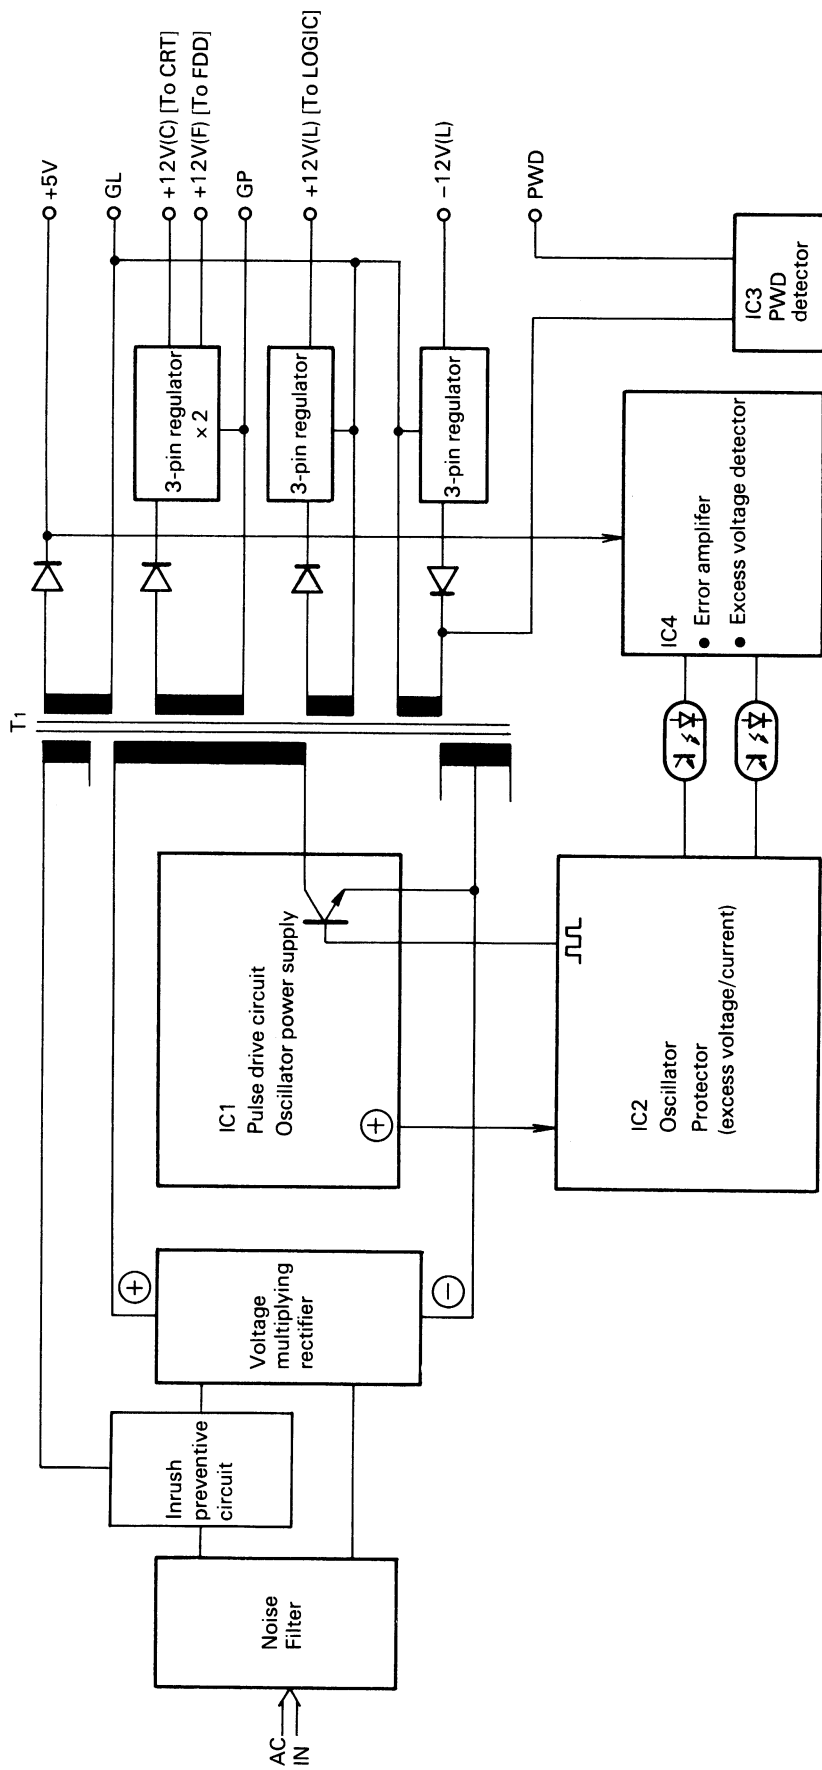 AC
IN
Noise
Filter
Inrush
preventive
circuit
Voltage
multiplying
rectifier
+
−
IC1
Pulse drive circuit
Oscillator power supply
+
IC2
Oscillator
Protector
(excess voltage/current)
T1
3-pin regulator
× 2
3-pin regulator
3-pin regulator
IC4
● Error amplifer
● Excess voltage detector
IC3
PWD
detector
+5V
GL
+12V(C) [To CRT]
+12V(F) [To FDD]
GP
+12V(L) [To LOGIC]
−12V(L)
PWD